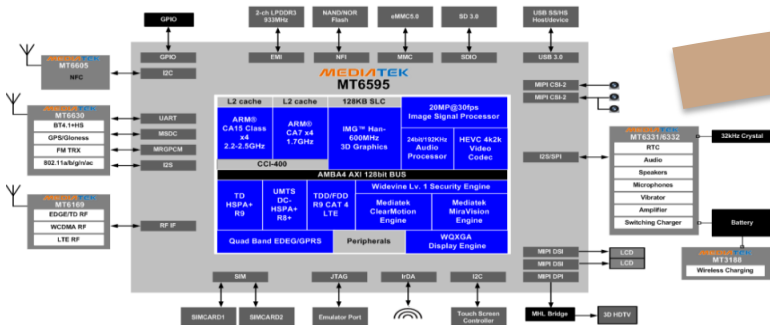 GPIO
2-ch LPDDR3
933MHz
NAND/NOR
Flash
eMMC5.0
SD 3.0
USB SS/HS
Host/device
GPIO
EMI
NFI
MMC
SDIO
USB 3.0
MEDIATEK
MT6595
MEDIATEK
MT6605
NFC
I2C
MIPI CSI-2
MIPI CSI-2
MEDIATEK
MT6630
BT4.1+HS
GPS/Gloness
FM TRX
802.11a/b/g/n/ac
UART
MSDC
MRGPCM
I2S
L2 cache
L2 cache
128KB SLC
ARM®
CA15 Class
x4
2.2-2.5GHz
ARM®
CA7 x4
1.7GHz
IMG™ Han-
600MHz
3D Graphics
20MP@30fps
Image Signal Processor
24bit/192KHz
Audio
Processor
HEVC 4k2k
Video
Codec
CCI-400
AMBA4 AXI 128bit BUS
TD
HSPA+
R9
UMTS
DC-
HSPA+
R8+
TDD/FDD
R9 CAT 4
LTE
Widevine Lv. 1 Security Engine
Mediatek
ClearMotion
Engine
Mediatek
MiraVision
Engine
Quad Band EDEG/GPRS
Peripherals
WQXGA
Display Engine
I2S/SPI
MEDIATEK
MT6331/6332
RTC
Audio
Speakers
Microphones
Vibrator
Amplifier
Switching Charger
32kHz Crystal
Battery
MEDIATEK
MT3188
Wireless Charging
MEDIATEK
MT6169
EDGE/TD RF
WCDMA RF
LTE RF
RF IF
MIPI DSI
LCD
MIPI DSI
LCD
MIPI DPI
SIM
JTAG
IrDA
I2C
SIMCARD1
SIMCARD2
Emulator Port
Touch Screen
Controller
MHL Bridge
3D HDTV